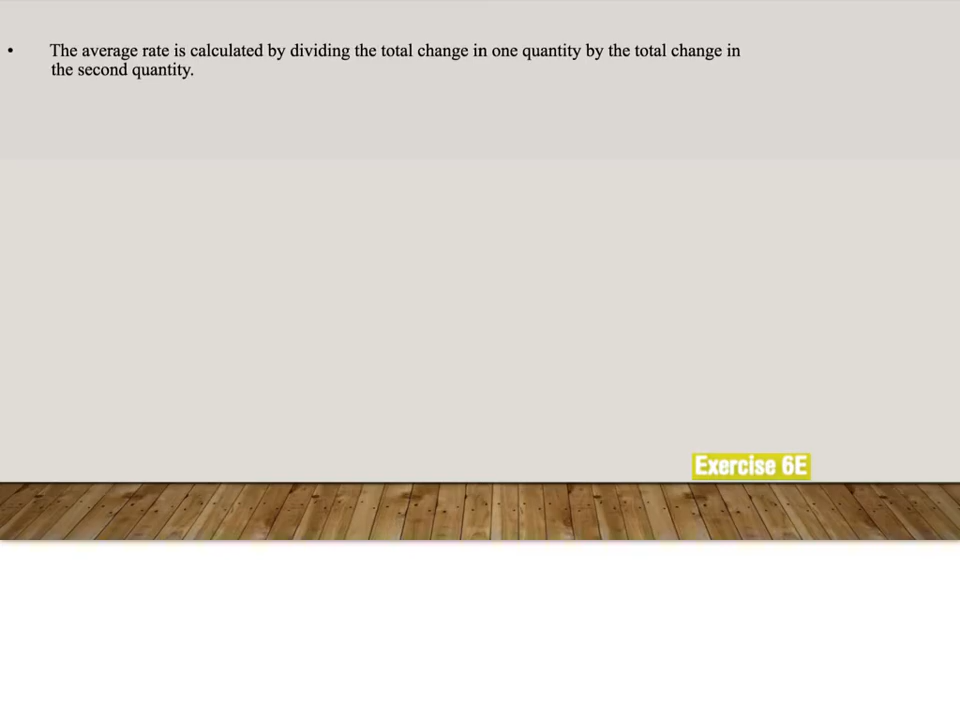 • The average rate is calculated by dividing the total change in one quantity by the total change in
the second quantity.
Exercise 6E